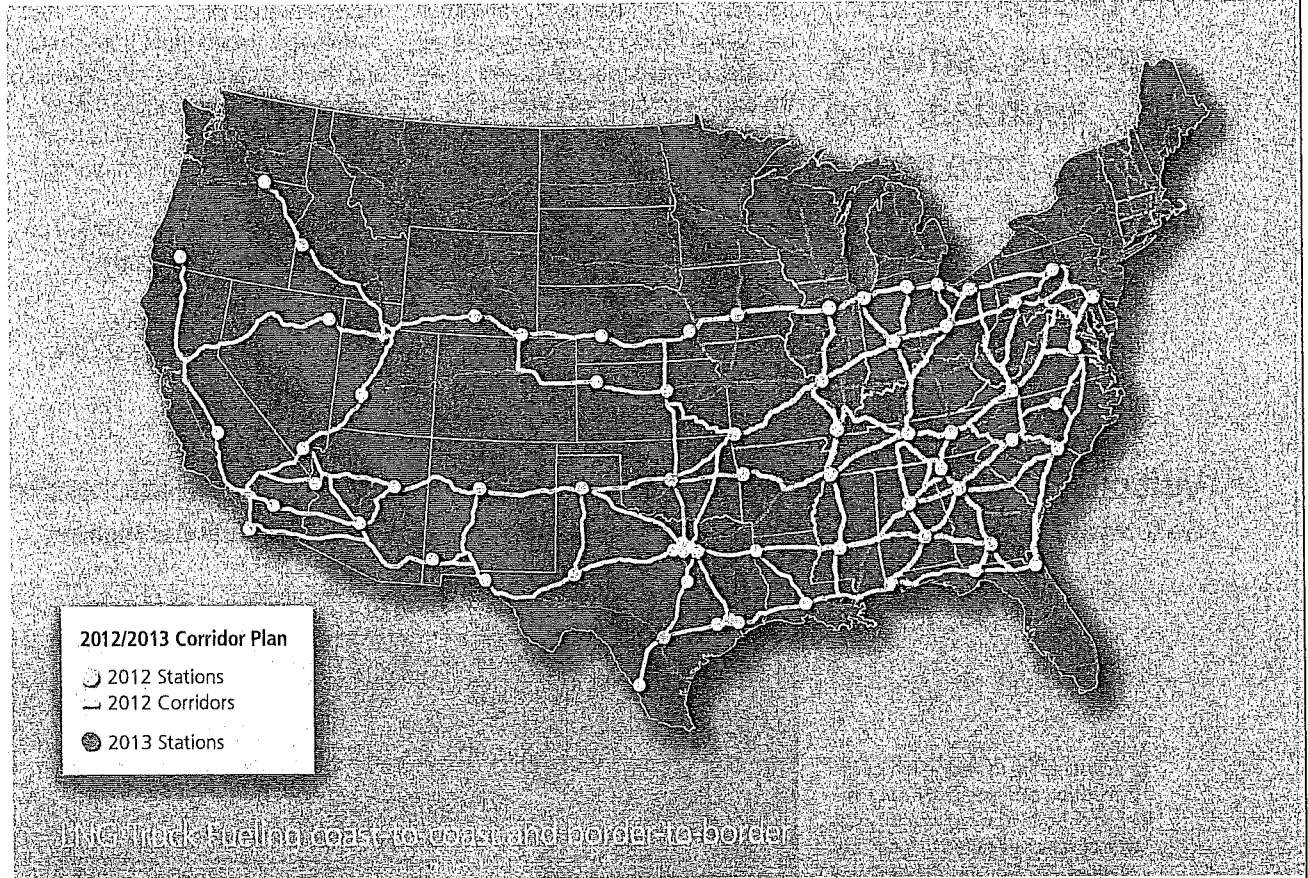 2012/2013 Corridor Plan
2012 Stations
2012 Corridors
2013 Stations
LNG Truck Fueling coast-to-coast and border-to-border